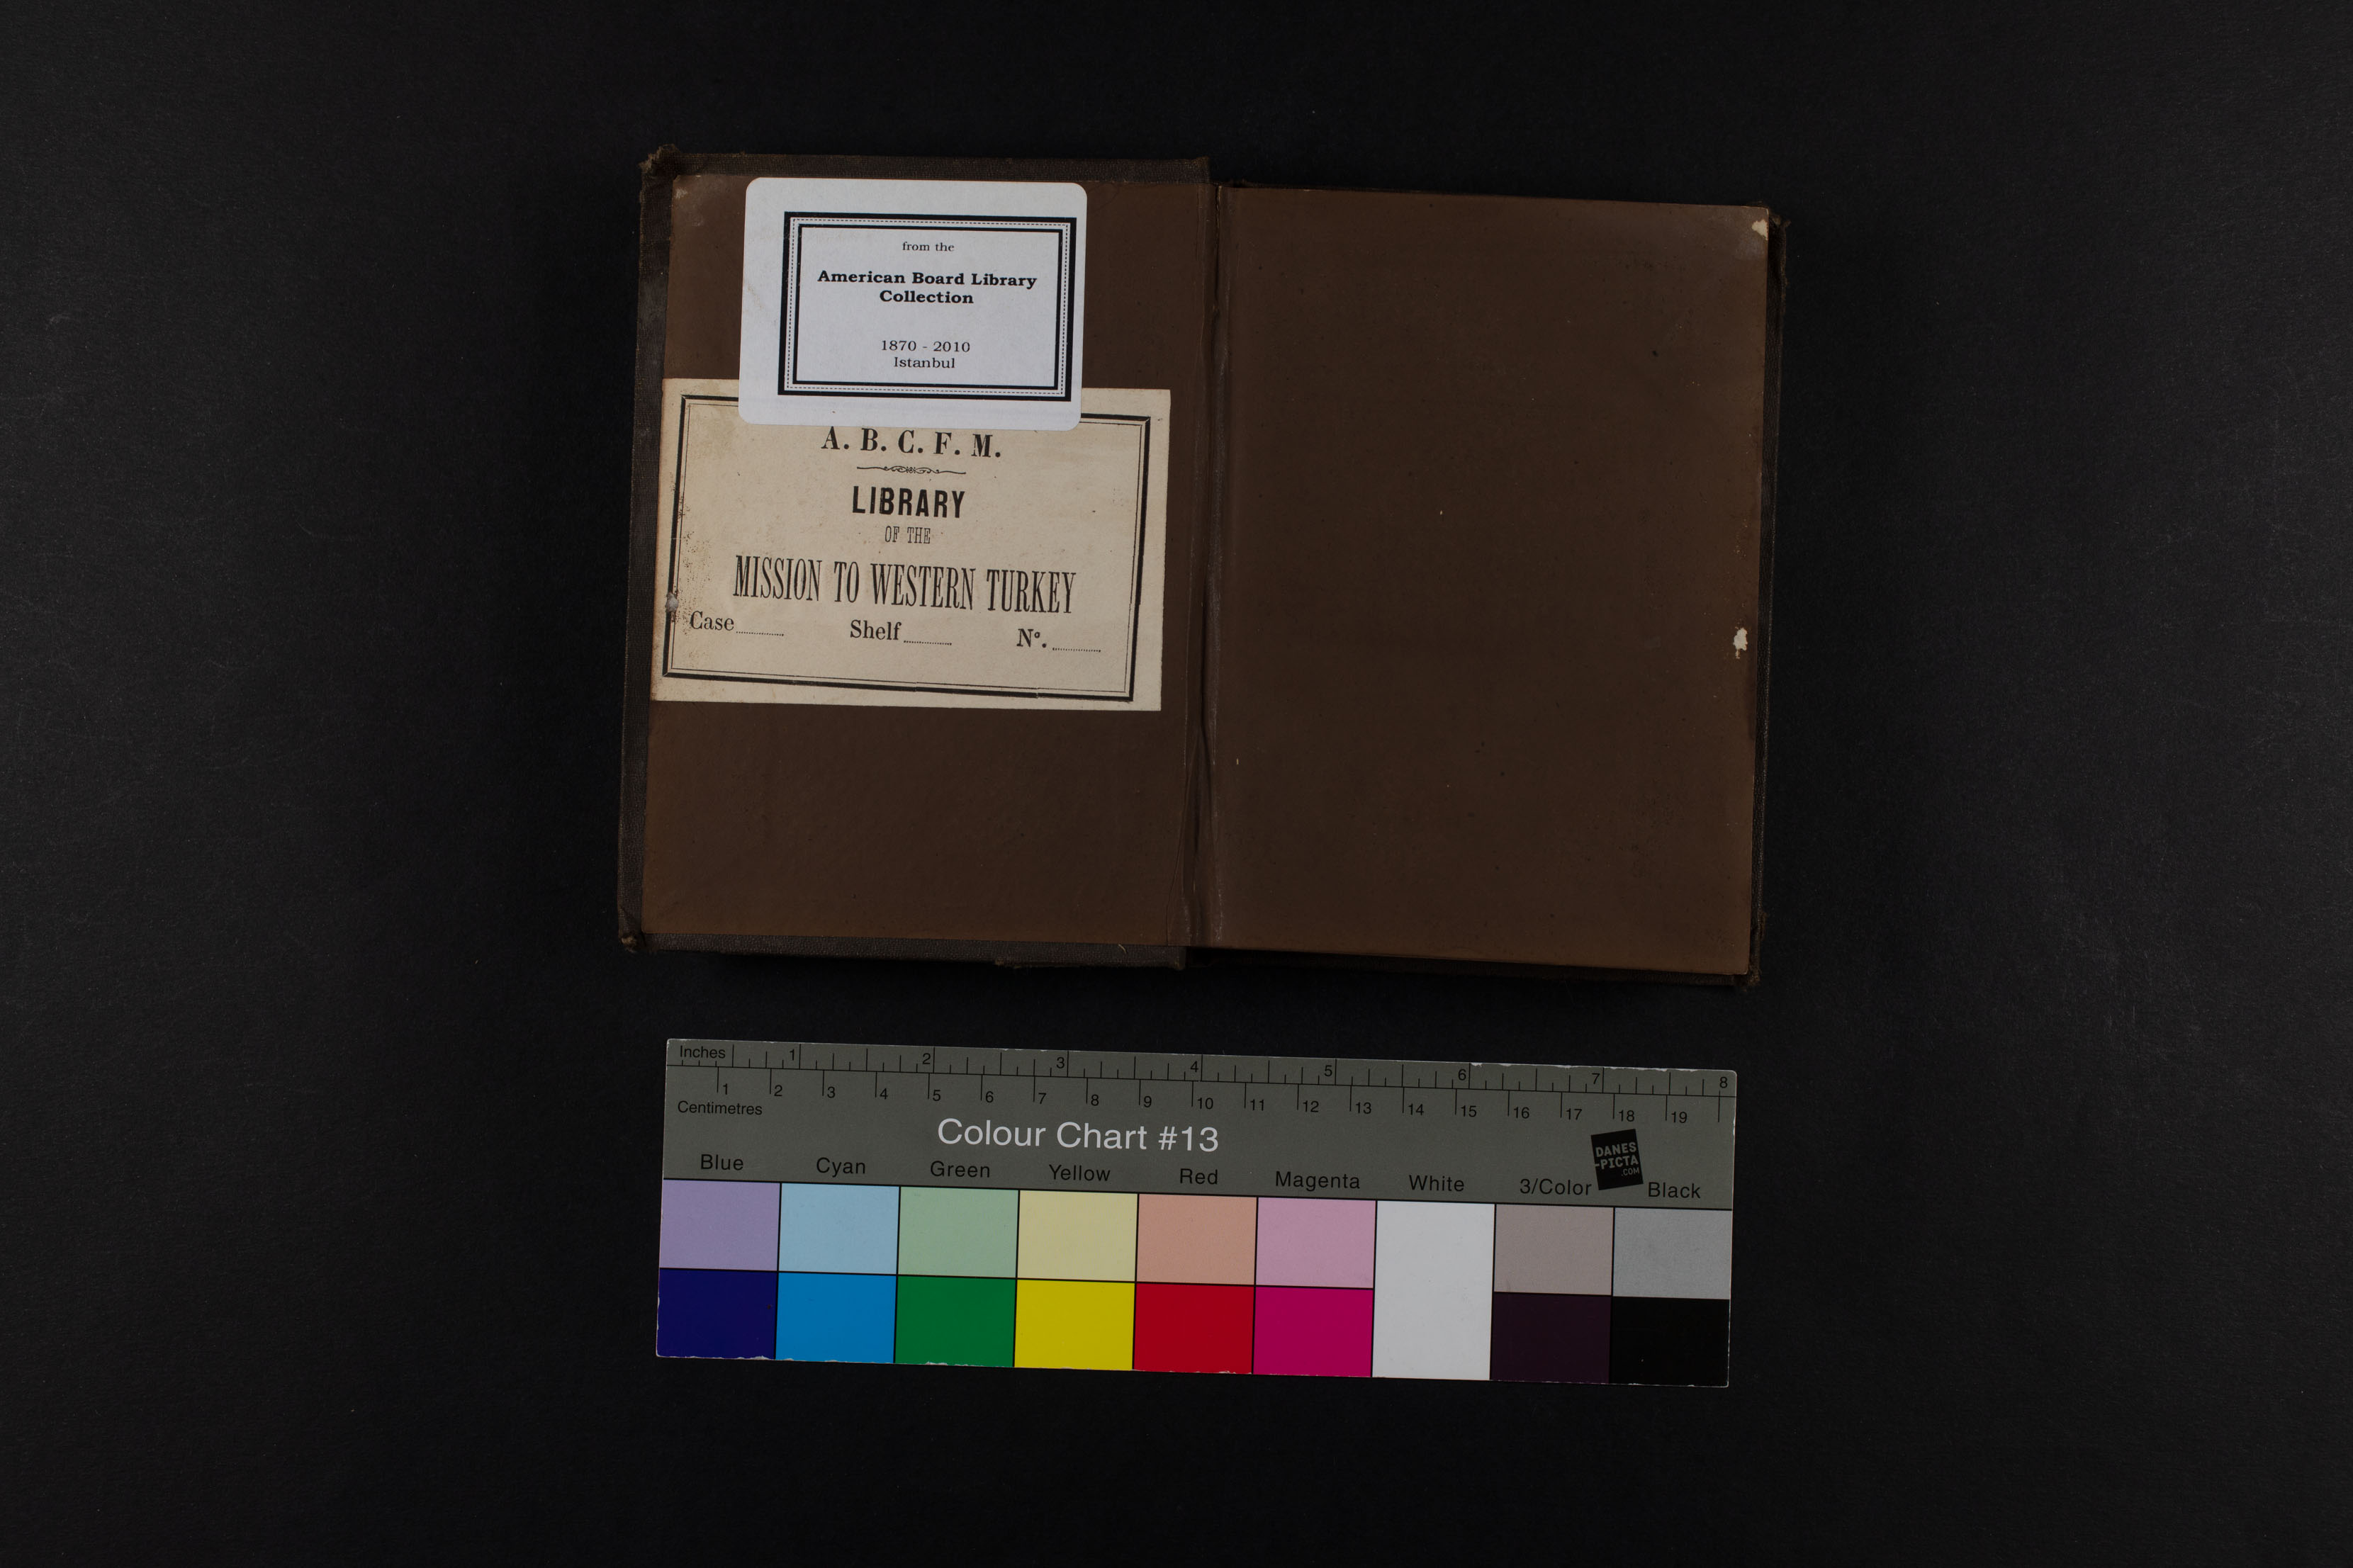 from the
American Board Library
Collection
1870 - 2010
Istanbul
A. B. C. F. M.
LIBRARY
OF THE
MISSION TO WESTERN TURKEY
Case........... Shelf........... Nº. ...........
Inches 1 2 3 4 5 6 7 8
1 2 3 4 5 6 7 8 9 10 11 12 13 14 15 16 17 18 19
Centimetres
Colour Chart #13
DANES
-PICTA
.COM
Blue Cyan Green Yellow Red Magenta White 3/Color Black